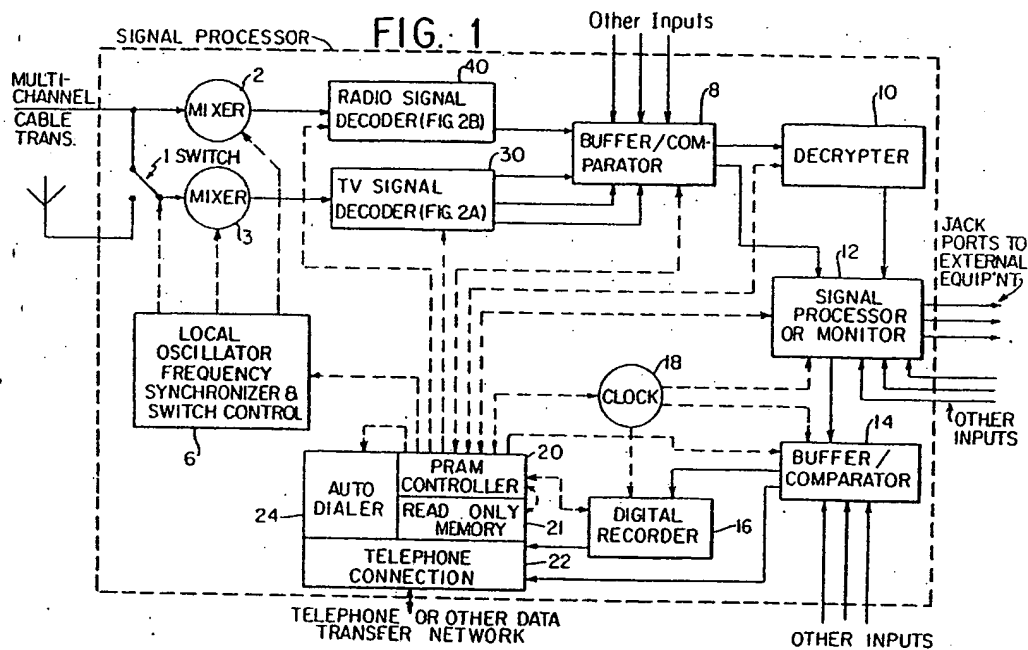 FIG. 1
SIGNAL PROCESSOR
Other Inputs
MULTI-
CHANNEL
CABLE
TRANS.
2
MIXER
40
RADIO SIGNAL
DECODER (FIG. 2B)
8
BUFFER/COM-
PARATOR
10
DECRYPTER
1 SWITCH
MIXER
3
30
TV SIGNAL
DECODER (FIG. 2A)
JACK
PORTS TO
EXTERNAL
EQUIP'NT.
12
SIGNAL
PROCESSOR
OR MONITOR
LOCAL
OSCILLATOR
FREQUENCY
SYNCHRONIZER &
SWITCH CONTROL
6
18
CLOCK
OTHER
INPUTS
14
BUFFER/
COMPARATOR
20
PRAM
CONTROLLER
AUTO
DIALER
24
READ ONLY
MEMORY
21
DIGITAL
RECORDER
16
TELEPHONE
CONNECTION
22
TELEPHONE OR OTHER DATA
TRANSFER NETWORK
OTHER INPUTS